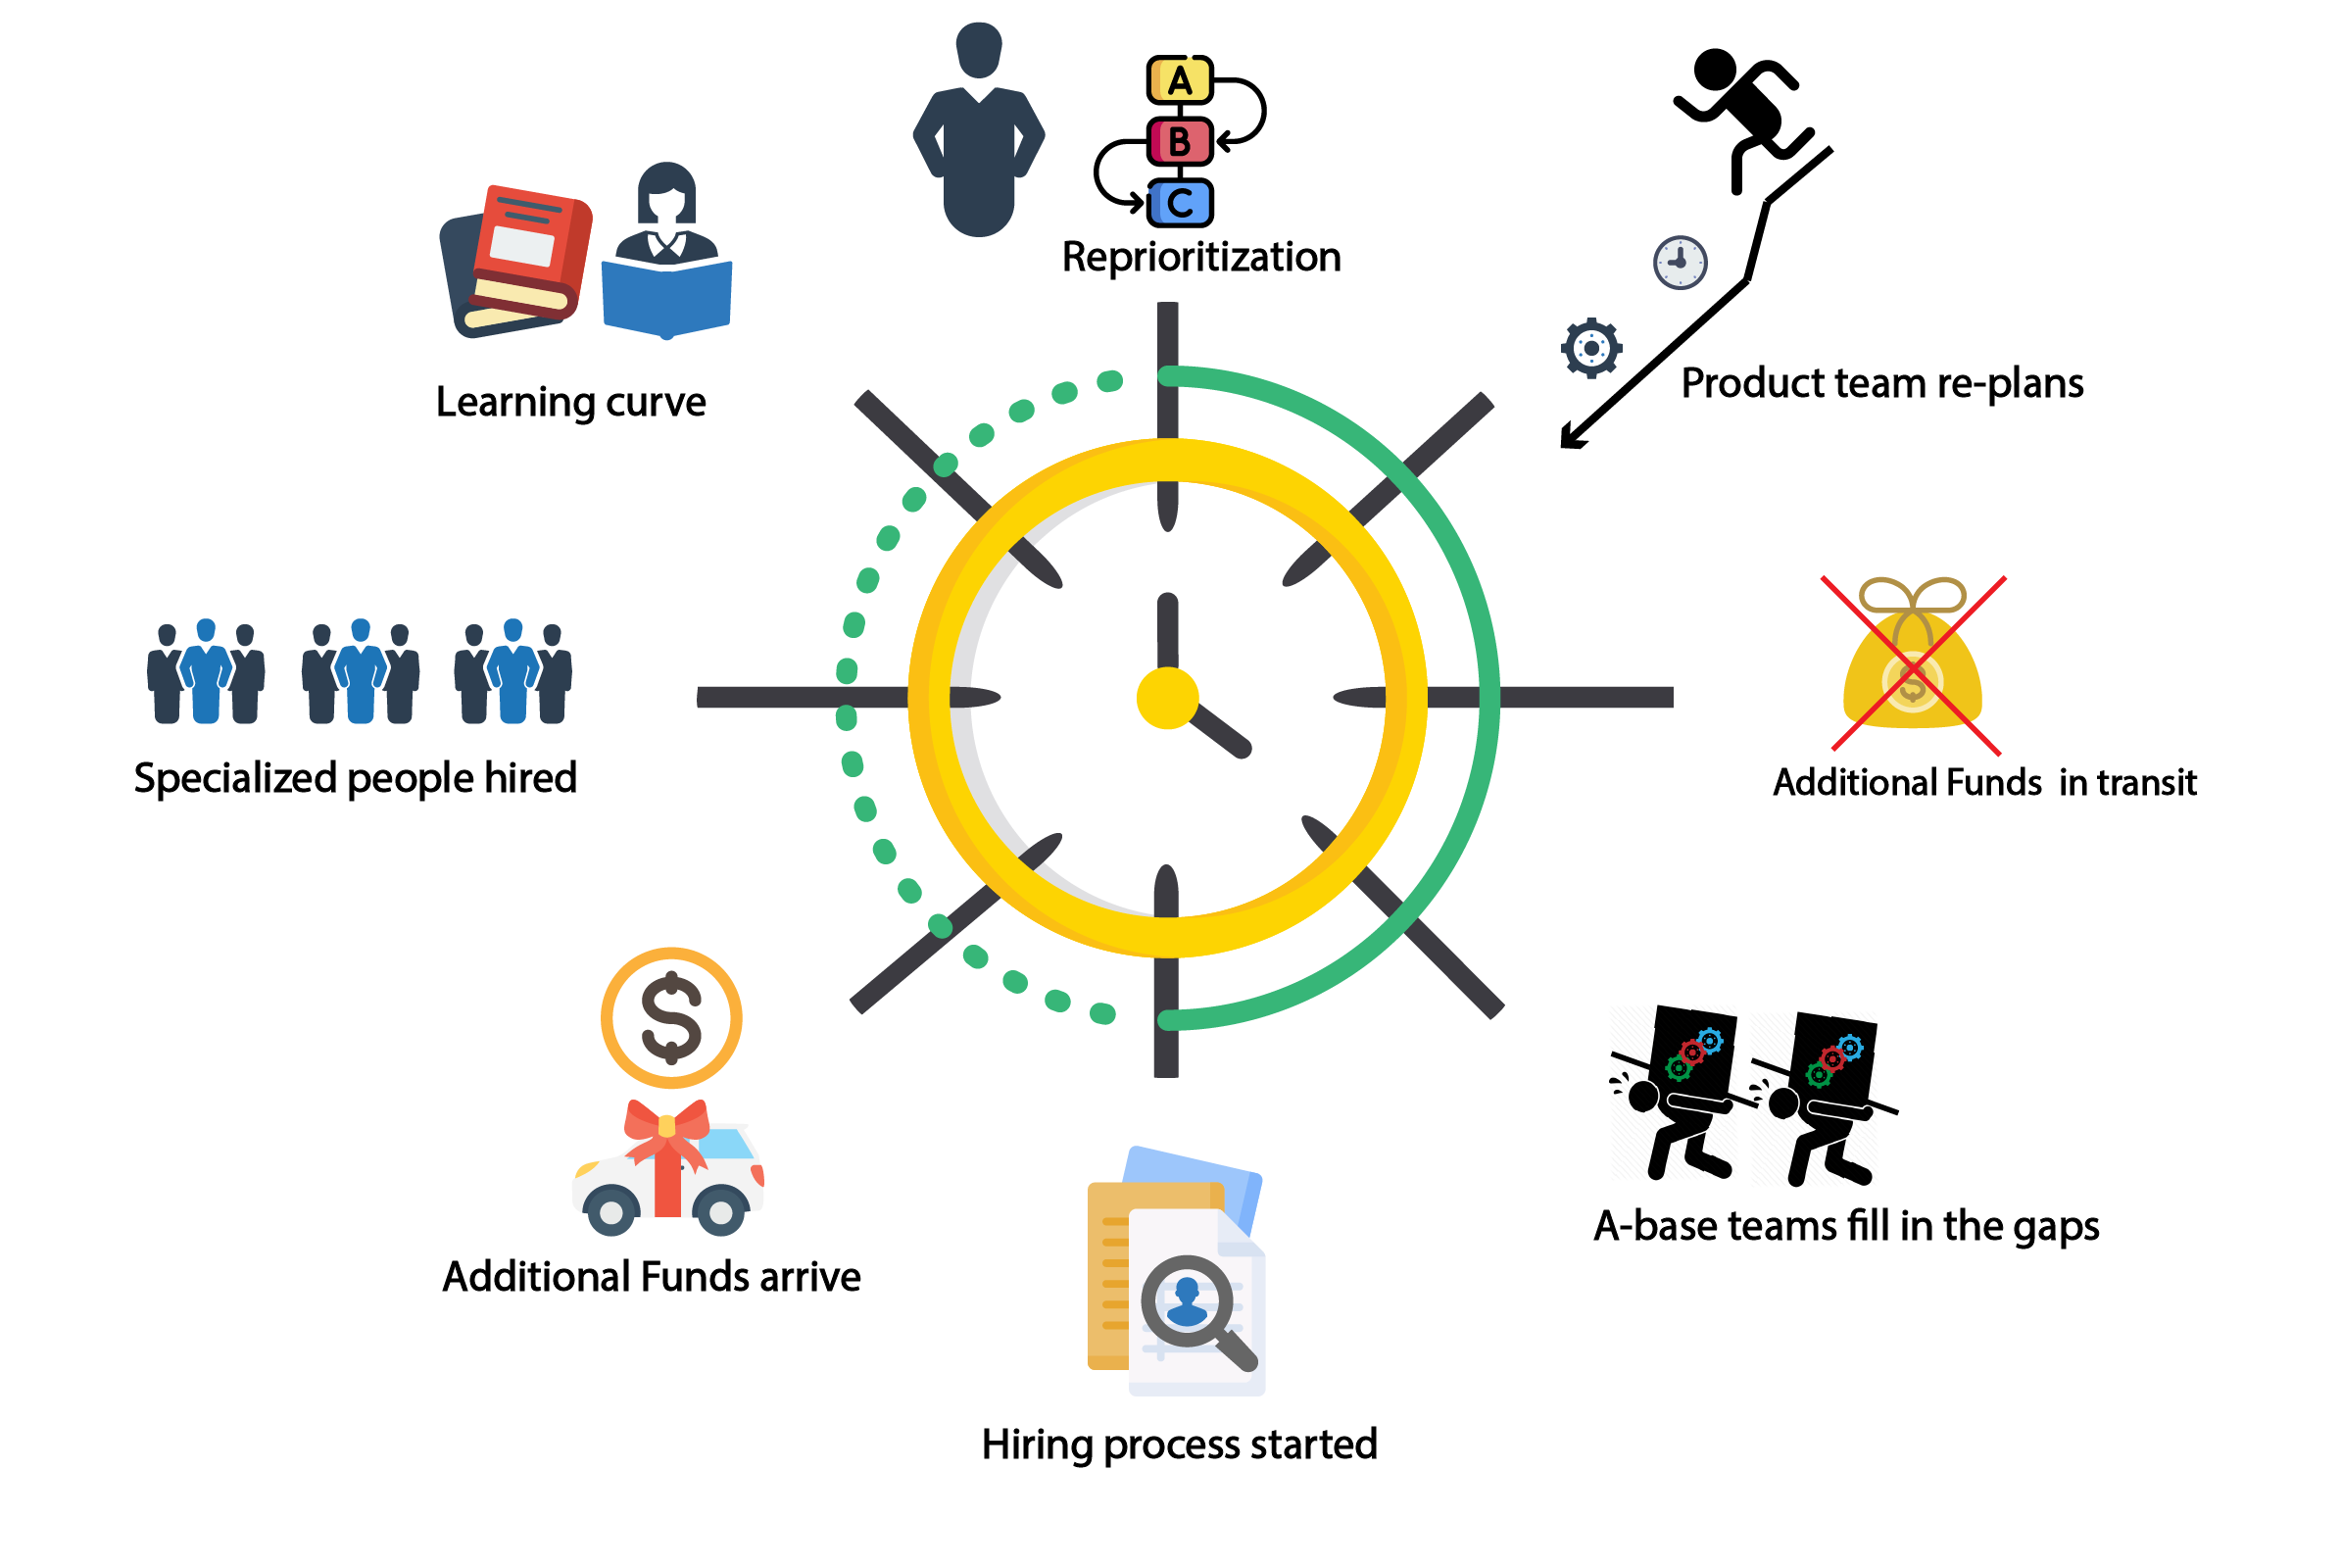 A
B
C
Reprioritization
Product team re-plans
Learning curve
$
Additional Funds  in transit
Specialized people hired
$
A-base teams fill in the gaps
Additional Funds arrive
Hiring process started